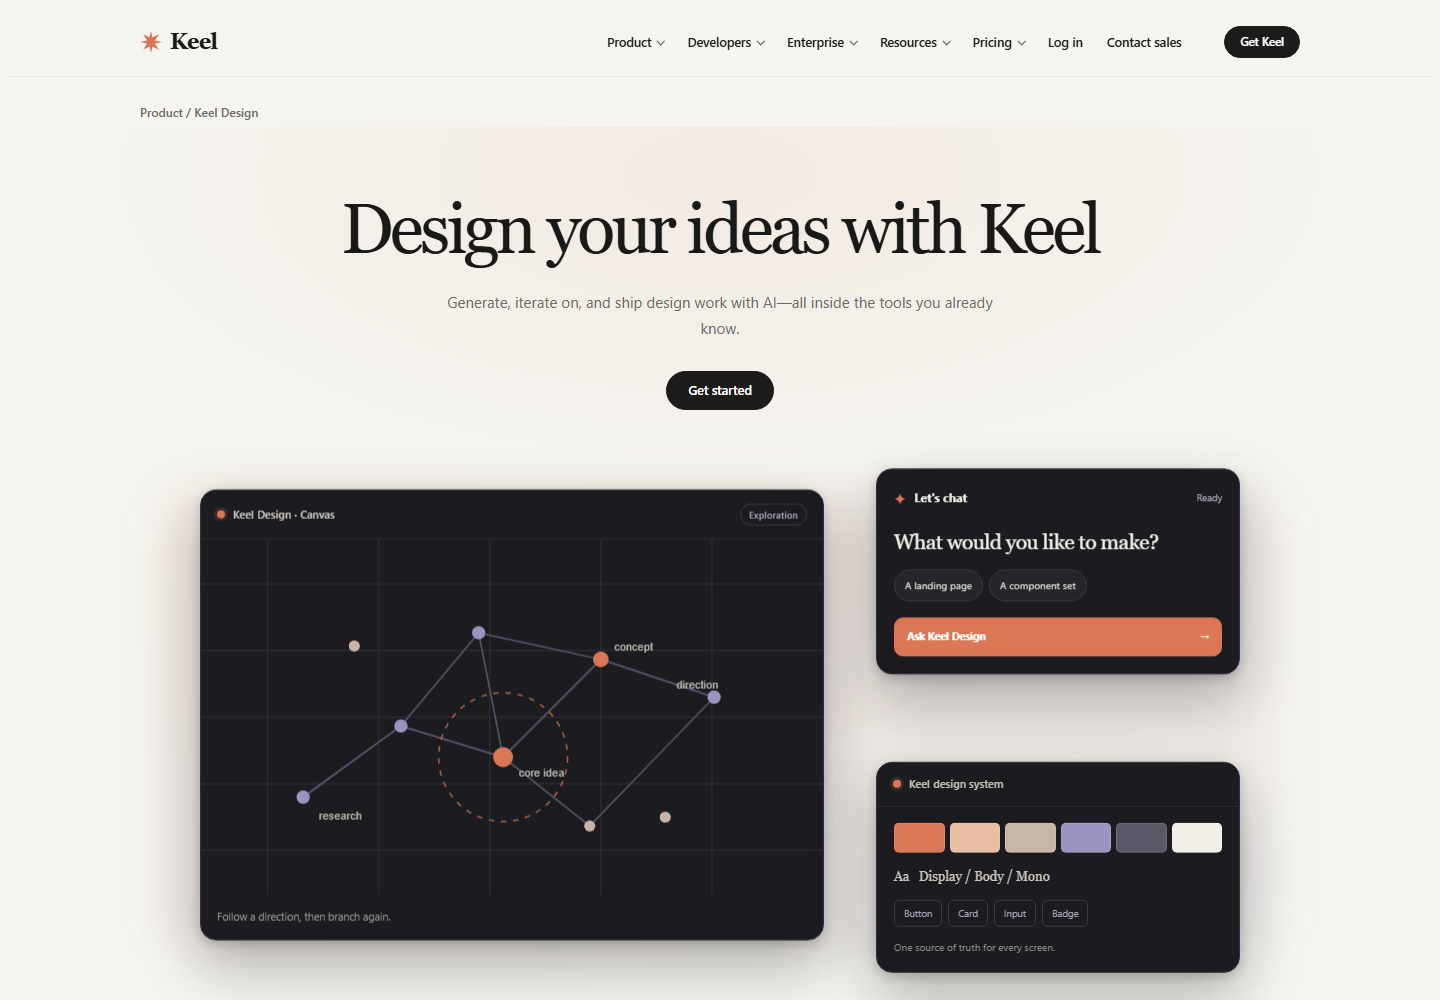 Keel
Product
Developers
Enterprise
Resources
Pricing
Log in
Contact sales
Get Keel
Product / Keel Design
Design your ideas with Keel
Generate, iterate on, and ship design work with AI—all inside the tools you already
know.
Get started
Keel Design · Canvas
Exploration
concept
direction
core idea
research
Follow a direction, then branch again.
Let's chat
Ready
What would you like to make?
A landing page
A component set
Ask Keel Design →
Keel design system
Aa Display / Body / Mono
Button
Card
Input
Badge
One source of truth for every screen.